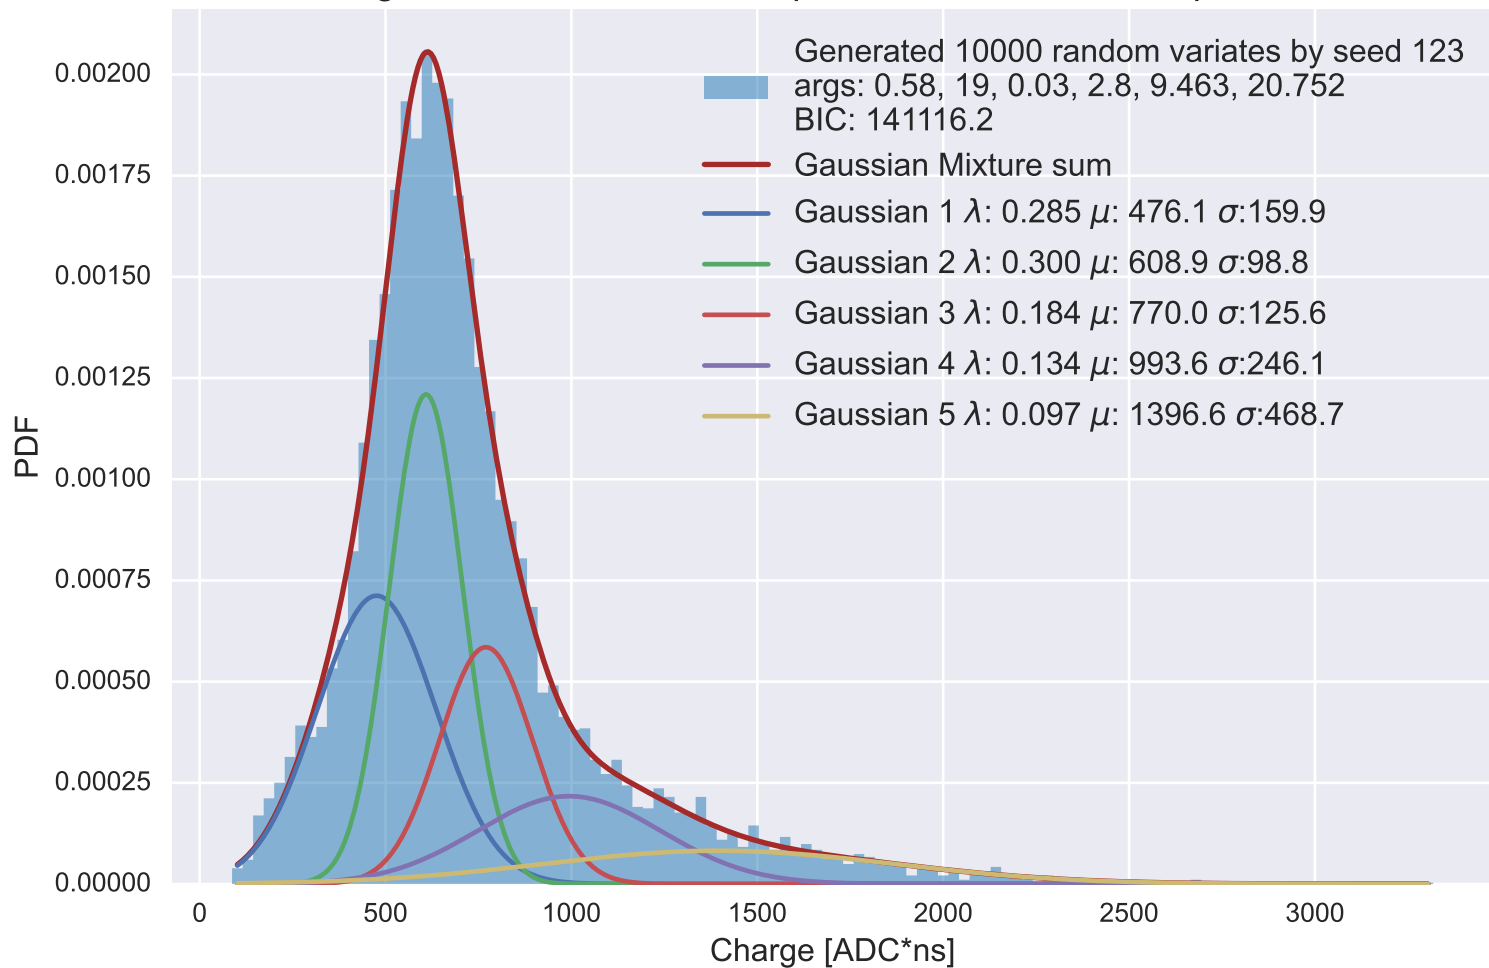 Generated 10000 random variates by seed 123
args: 0.58, 19, 0.03, 2.8, 9.463, 20.752
BIC: 141116.2
Gaussian Mixture sum
Gaussian 1 λ: 0.285 μ: 476.1 σ:159.9
Gaussian 2 λ: 0.300 μ: 608.9 σ:98.8
Gaussian 3 λ: 0.184 μ: 770.0 σ:125.6
Gaussian 4 λ: 0.134 μ: 993.6 σ:246.1
Gaussian 5 λ: 0.097 μ: 1396.6 σ:468.7
PDF
0.00200
0.00175
0.00150
0.00125
0.00100
0.00075
0.00050
0.00025
0.00000
0 500 1000 1500 2000 2500 3000
Charge [ADC*ns]